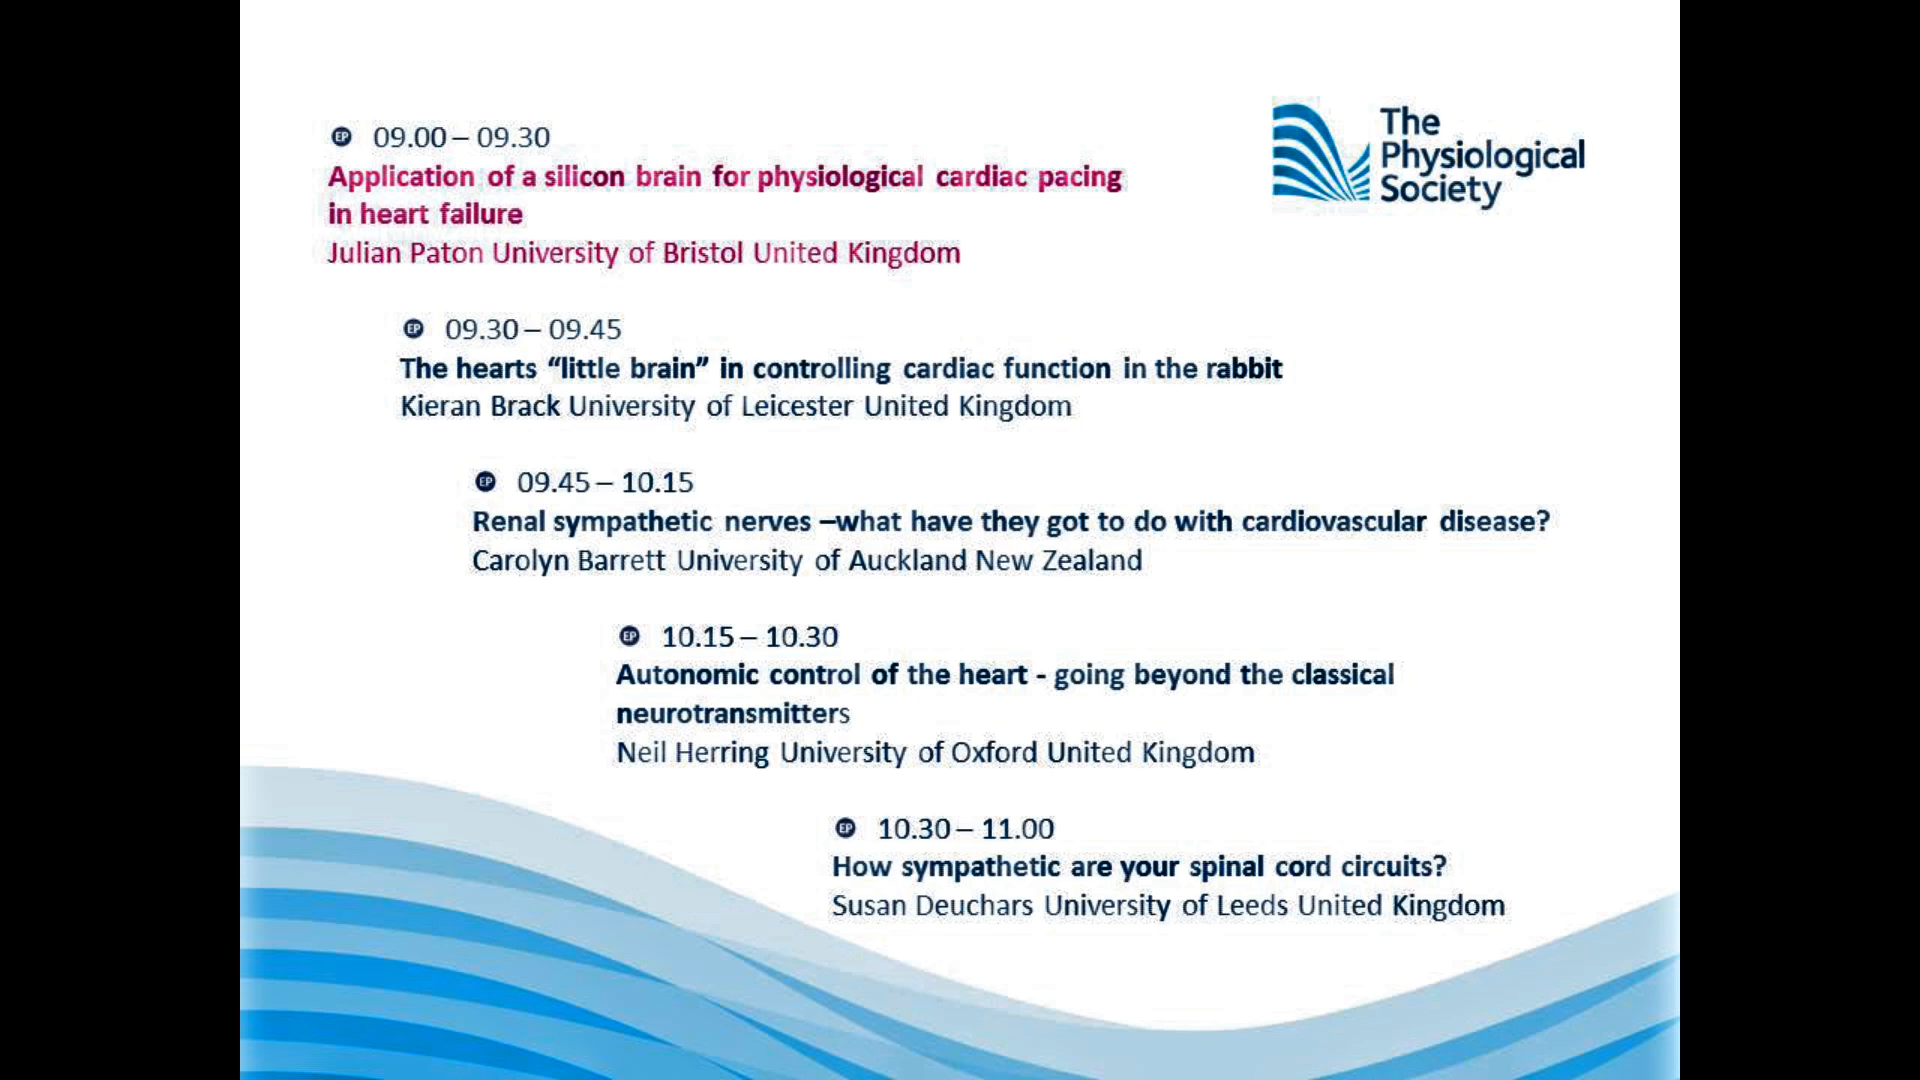 The
Physiological
Society
EP 09.00 – 09.30
Application of a silicon brain for physiological cardiac pacing
in heart failure
Julian Paton University of Bristol United Kingdom
EP 09.30 – 09.45
The hearts “little brain” in controlling cardiac function in the rabbit
Kieran Brack University of Leicester United Kingdom
EP 09.45 – 10.15
Renal sympathetic nerves –what have they got to do with cardiovascular disease?
Carolyn Barrett University of Auckland New Zealand
EP 10.15 – 10.30
Autonomic control of the heart - going beyond the classical
neurotransmitters
Neil Herring University of Oxford United Kingdom
EP 10.30 – 11.00
How sympathetic are your spinal cord circuits?
Susan Deuchars University of Leeds United Kingdom